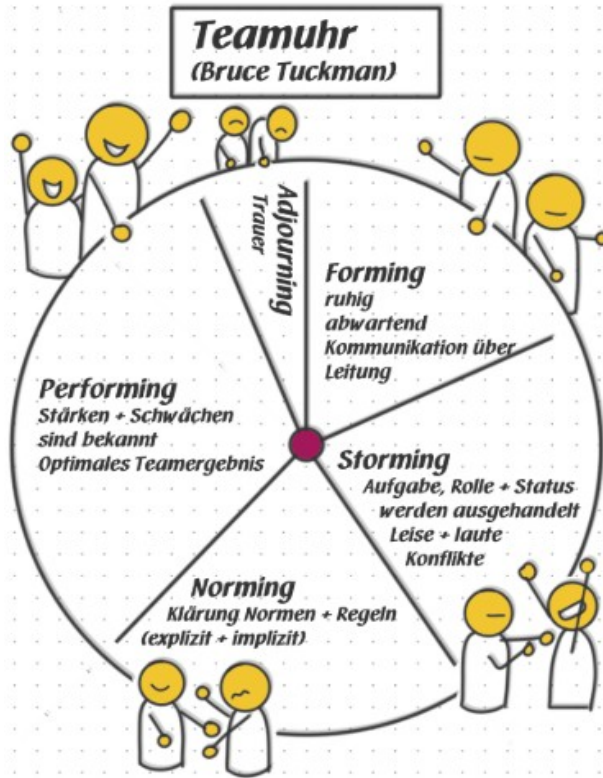 Teamuhr
(Bruce Tuckman)
Adjourning
Trauer
Forming
ruhig
abwartend
Kommunikation über
Leitung
Storming
Aufgabe, Rolle + Status
werden ausgehandelt
Leise + laute
Konflikte
Norming
Klärung Normen + Regeln
(explizit + implizit)
Performing
Stärken + Schwächen
sind bekannt
Optimales Teamergebnis